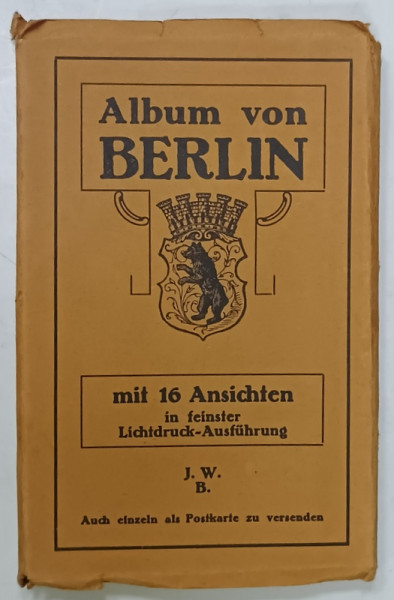 Album von
BERLIN
mit 16 Ansichten
in feinster
Lichtdruck-Ausführung
J. W.
B.
Auch einzeln als Postkarte zu versenden